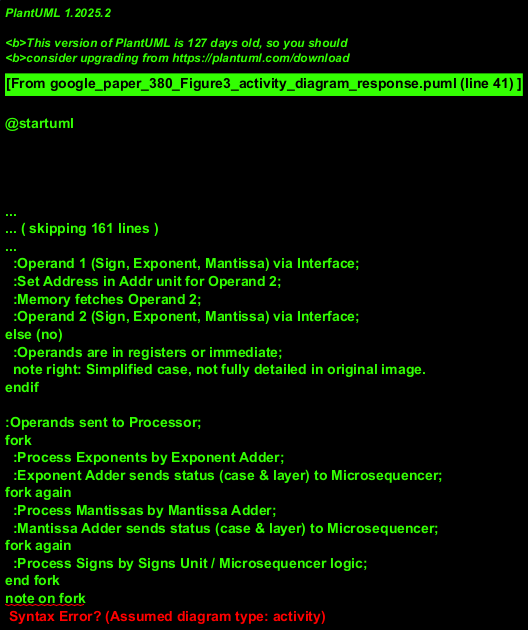 PlantUML 1.2025.2
<b>This version of PlantUML is 127 days old, so you should
<b>consider upgrading from https://plantuml.com/download
[From google_paper_380_Figure3_activity_diagram_response.puml (line 41) ]
@startuml
...
... ( skipping 161 lines )
...
:Operand 1 (Sign, Exponent, Mantissa) via Interface;
:Set Address in Addr unit for Operand 2;
:Memory fetches Operand 2;
:Operand 2 (Sign, Exponent, Mantissa) via Interface;
else (no)
:Operands are in registers or immediate;
note right: Simplified case, not fully detailed in original image.
endif
:Operands sent to Processor;
fork
:Process Exponents by Exponent Adder;
:Exponent Adder sends status (case & layer) to Microsequencer;
fork again
:Process Mantissas by Mantissa Adder;
:Mantissa Adder sends status (case & layer) to Microsequencer;
fork again
:Process Signs by Signs Unit / Microsequencer logic;
end fork
note on fork
Syntax Error? (Assumed diagram type: activity)